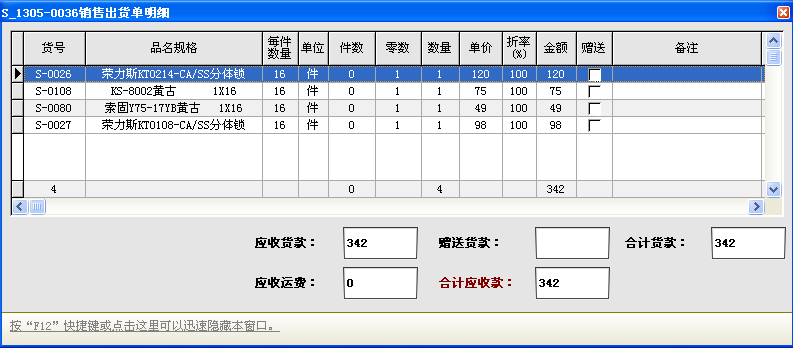 S_1305-0036销售出货单明细
货号 品名规格 每件数量 单位 件数 零数 数量 单价 折率(%) 金额 赠送 备注
S-0026 荣力斯KT0214-CA/SS分体锁 16 件 0 1 1 120 100 120
S-0108 KS-8002黄古 1X16 16 件 0 1 1 75 100 75
S-0080 索固Y75-17YB黄古 1X16 16 件 0 1 1 49 100 49
S-0027 荣力斯KT0108-CA/SS分体锁 16 件 0 1 1 98 100 98
4 0 4 342
应收货款： 342 赠送货款： 合计货款： 342
应收运费： 0 合计应收款： 342
按“F12”快捷键或点击这里可以迅速隐藏本窗口。